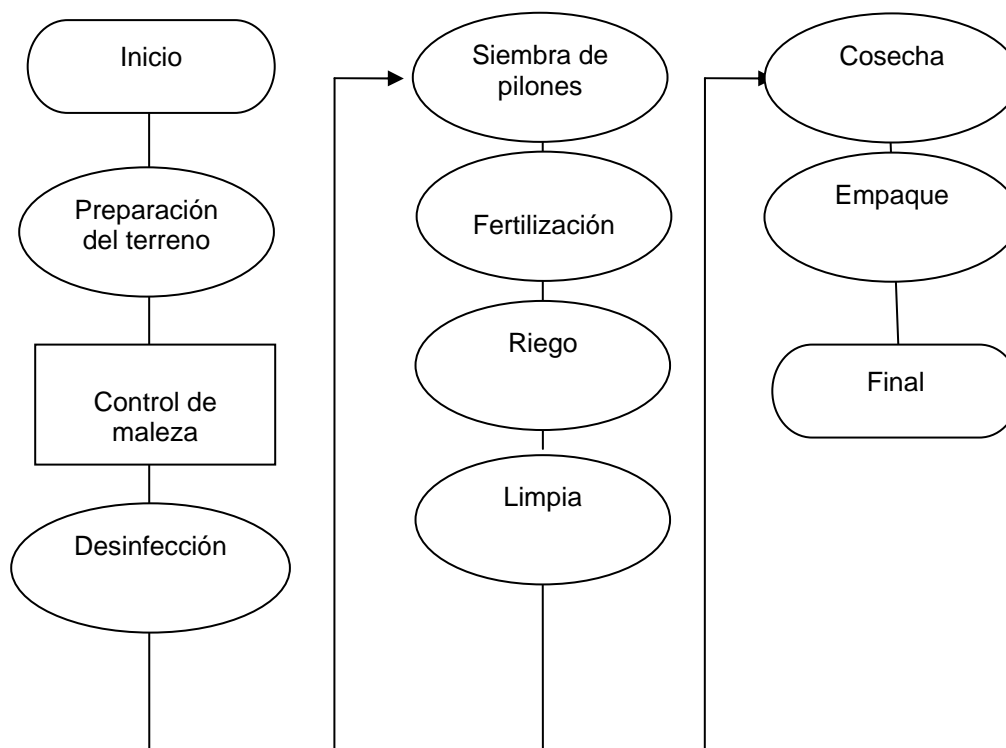 Inicio
Preparación
del terreno
Control de
maleza
Desinfección
Siembra de
pilones
Fertilización
Riego
Limpia
Cosecha
Empaque
Final